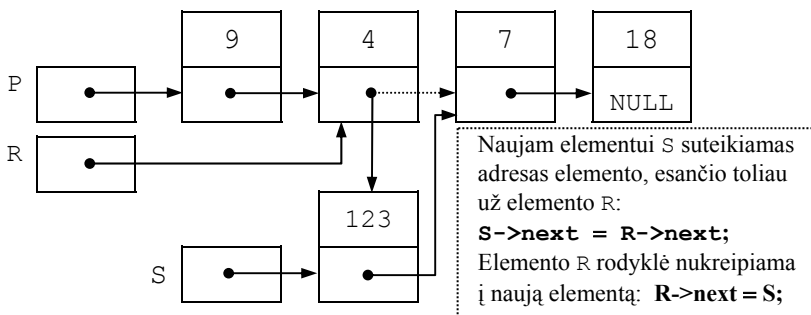 9 4 7 18
P
NULL
R
123
S
Naujam elementui S suteikiamas
adresas elemento, esančio toliau
už elemento R:
S->next = R->next;
Elemento R rodyklė nukreipiama
į naują elementą: R->next = S;